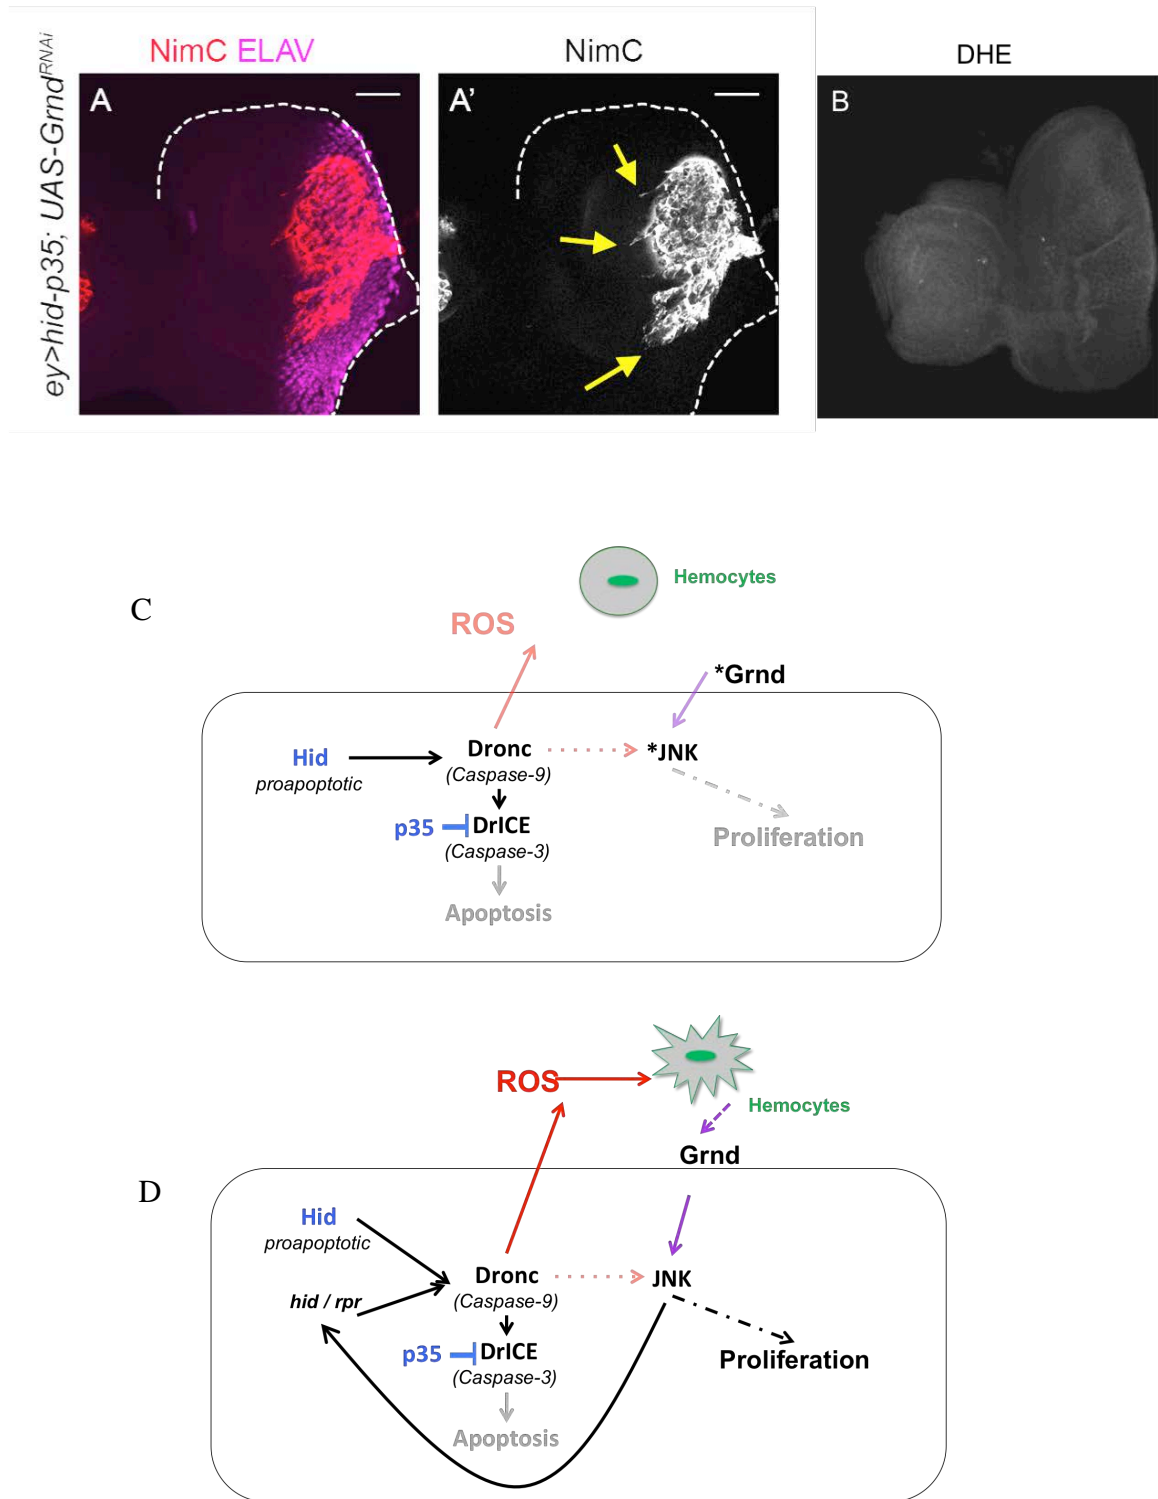 ey>hid-p35; UAS-Grnd^RNAi
NimC ELAV
NimC
DHE
A
A'
B
C
Hemocytes
ROS
*Grnd
Hid
proapoptotic
Dronc
(Caspase-9)
*JNK
p35
DrICE
(Caspase-3)
Proliferation
Apoptosis
D
ROS
Hemocytes
Grnd
Hid
proapoptotic
hid / rpr
Dronc
(Caspase-9)
JNK
p35
DrICE
(Caspase-3)
Proliferation
Apoptosis